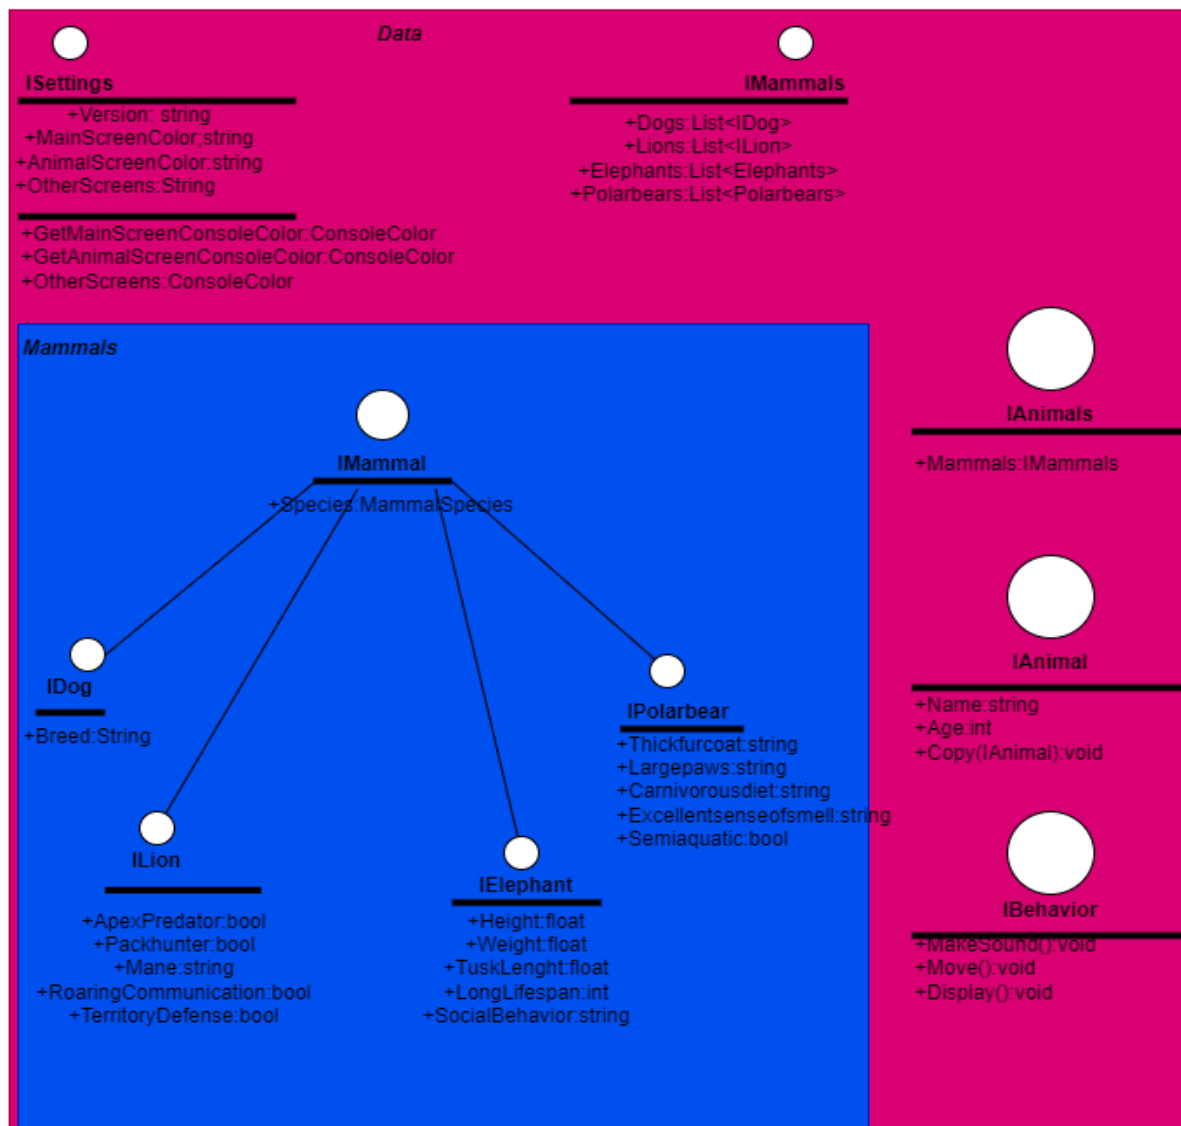 Data
ISettings
+Version: string
+MainScreenColor;string
+AnimalScreenColor:string
+OtherScreens:String
+GetMainScreenConsoleColor:ConsoleColor
+GetAnimalScreenConsoleColor:ConsoleColor
+OtherScreens:ConsoleColor
IMammals
+Dogs:List<IDog>
+Lions:List<ILion>
+Elephants:List<Elephants>
+Polarbears:List<Polarbears>
Mammals
IMammal
+Species:MammalSpecies
IDog
+Breed:String
ILion
+ApexPredator:bool
+Packhunter:bool
+Mane:string
+RoaringCommunication:bool
+TerritoryDefense:bool
IElephant
+Height:float
+Weight:float
+TuskLenght:float
+LongLifespan:int
+SocialBehavior:string
IPolarbear
+Thickfurcoat:string
+Largepaws:string
+Carnivorousdiet:string
+Excellentsenseofsmell:string
+Semiaquatic:bool
IAnimals
+Mammals:IMammals
IAnimal
+Name:string
+Age:int
+Copy(IAnimal):void
IBehavior
+MakeSound():void
+Move():void
+Display():void